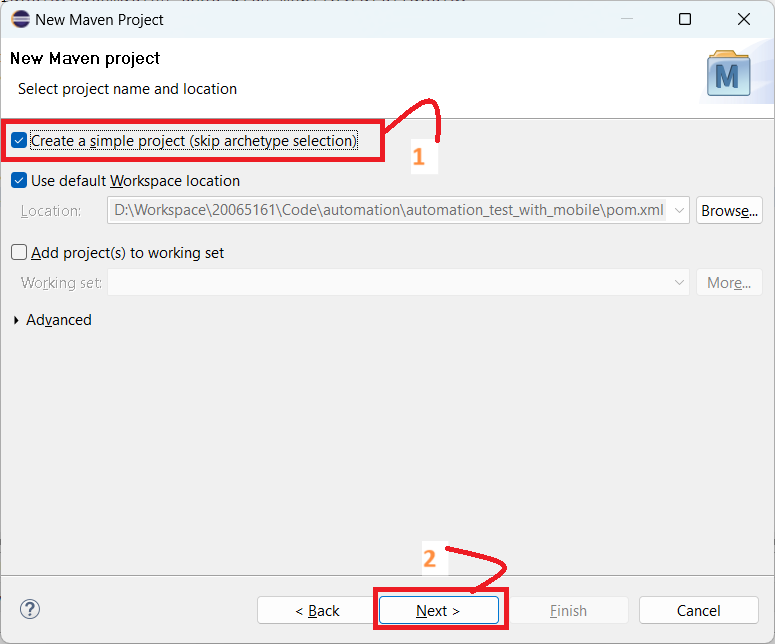 New Maven Project
New Maven project
Select project name and location
M
Create a simple project (skip archetype selection)
1
Use default Workspace location
Location: D:\Workspace\20065161\Code\automation\automation_test_with_mobile\pom.xml Browse...
Add project(s) to working set
Working set: More...
Advanced
2
? < Back Next > Finish Cancel